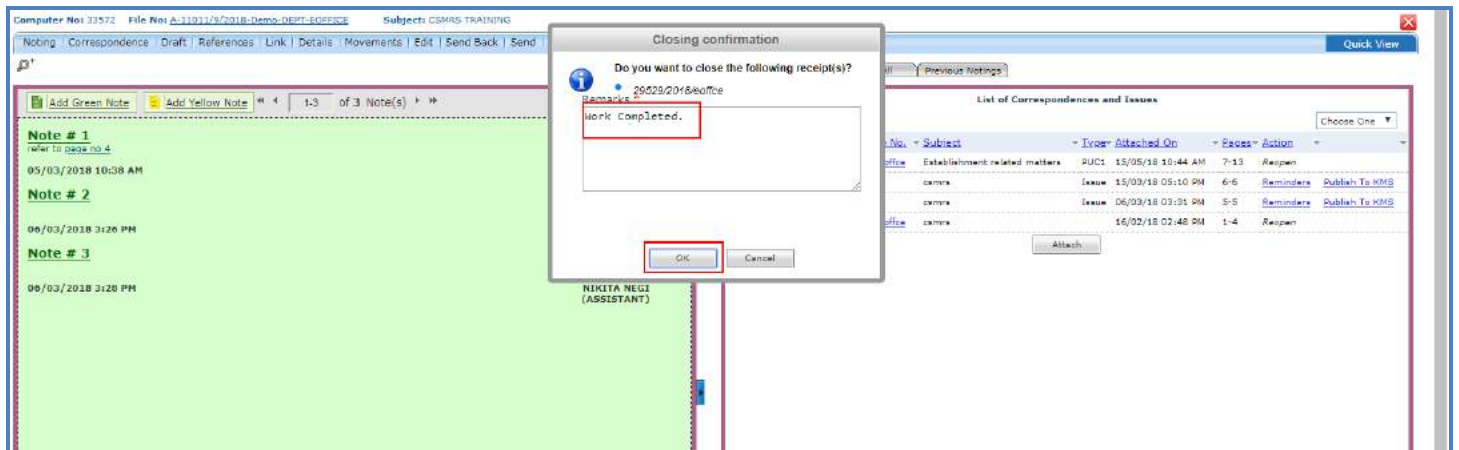 Computer No: 33572 File No: A-11011/9/2018-Demo-DEPT-EOFFICE Subject: CSMRS TRAINING
Noting | Correspondence | Draft | References | Link | Details | Movements | Edit | Send Back | Send
Quick View
Closing confirmation
Do you want to close the following receipt(s)?
29529/2018/eoffice
Remarks *
Work Completed.
OK Cancel
Previous Notings
Add Green Note Add Yellow Note 1-3 of 3 Note(s)
Note # 1
refer to page no 4
05/03/2018 10:38 AM
Note # 2
06/03/2018 3:26 PM
Note # 3
06/03/2018 3:28 PM
NIKITA NEGI
(ASSISTANT)
List of Correspondences and Issues
Choose One
No. Subject Type Attached On Pages Action
office Establishment related matters PUC1 15/05/18 10:44 AM 7-13 Reopen
csmrs Issue 15/03/18 05:10 PM 6-6 Reminders Publish To KMS
csmrs Issue 06/03/18 03:31 PM 5-5 Reminders Publish To KMS
office csmrs 16/02/18 02:48 PM 1-4 Reopen
Attach